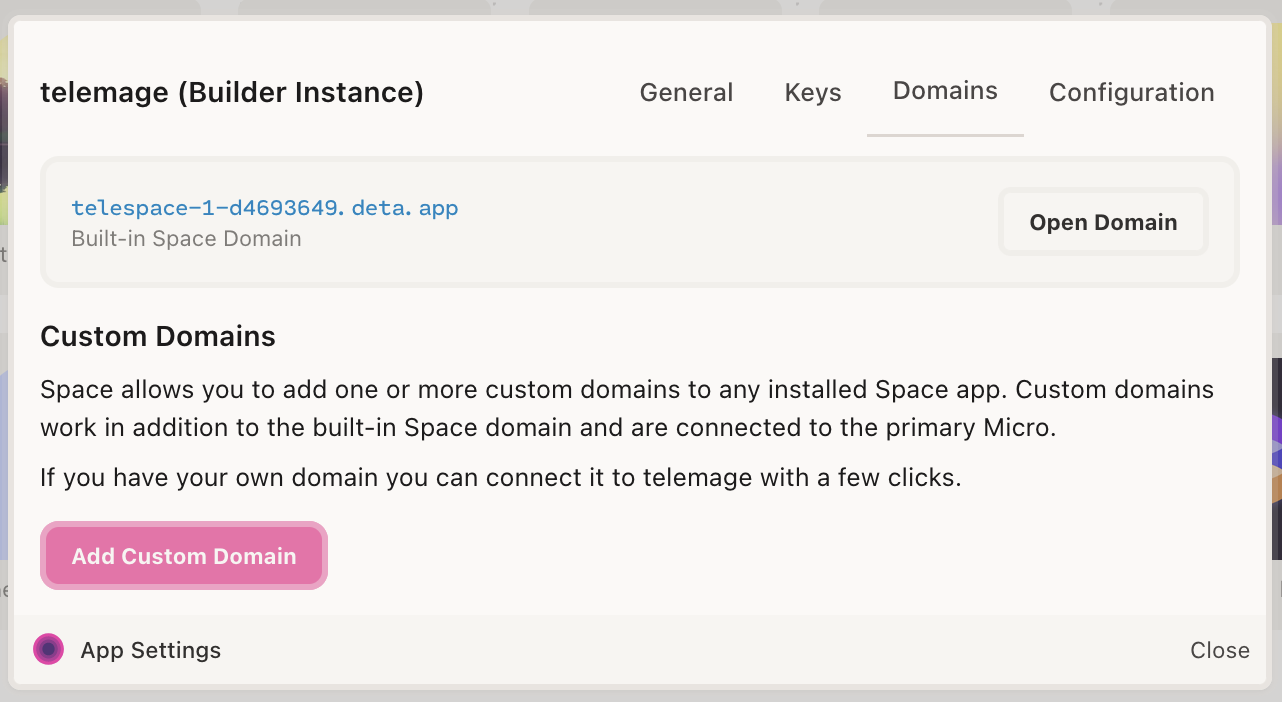 telemage (Builder Instance)
General
Keys
Domains
Configuration
telespace-1-d4693649.deta.app
Built-in Space Domain
Open Domain
Custom Domains
Space allows you to add one or more custom domains to any installed Space app. Custom domains
work in addition to the built-in Space domain and are connected to the primary Micro.
If you have your own domain you can connect it to telemage with a few clicks.
Add Custom Domain
App Settings
Close